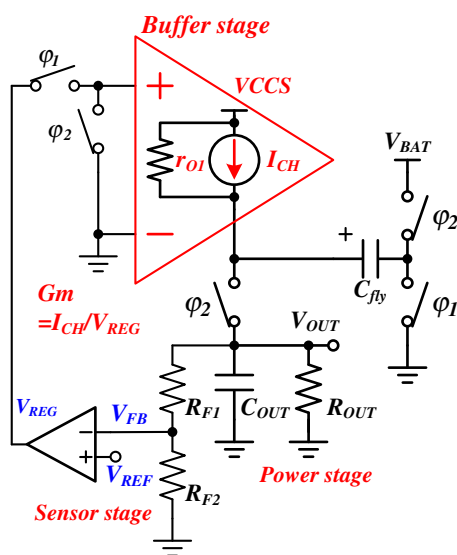 Buffer stage
φ1
φ2
+
VCCS
rO1
ICH
VBAT
+
φ2
Cfly
−
Gm
=ICH/VREG
φ2
φ1
VOUT
VREG
VFB
RF1
COUT
ROUT
−
+
VREF
RF2
Power stage
Sensor stage